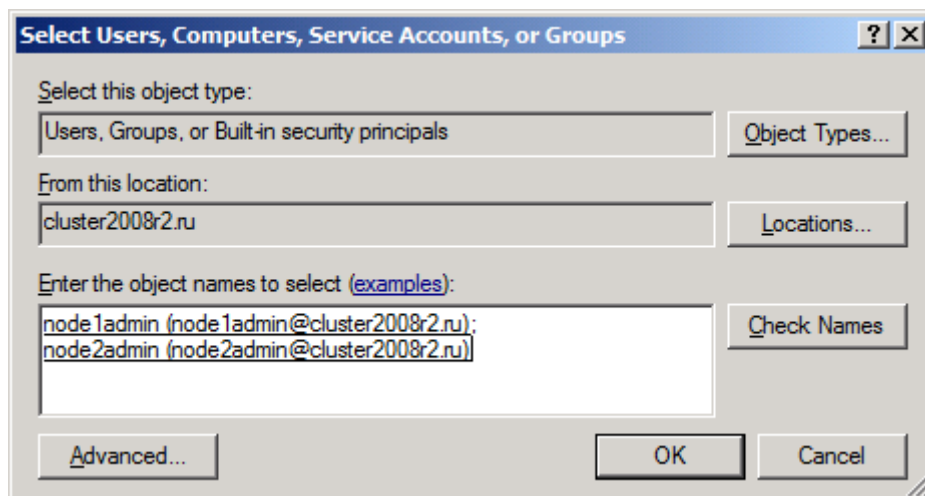 Select Users, Computers, Service Accounts, or Groups
Select this object type:
Users, Groups, or Built-in security principals
Object Types...
From this location:
cluster2008r2.ru
Locations...
Enter the object names to select (examples):
node1admin (node1admin@cluster2008r2.ru);
node2admin (node2admin@cluster2008r2.ru)
Check Names
Advanced...
OK
Cancel